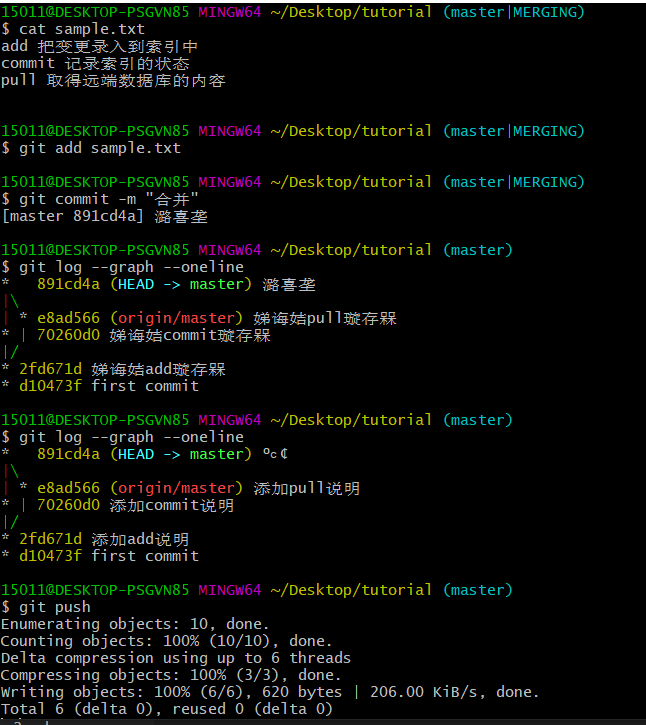 15011@DESKTOP-PSGVN85 MINGW64 ~/Desktop/tutorial (master|MERGING)
$ cat sample.txt
add 把变更录入到索引中
commit 记录索引的状态
pull 取得远端数据库的内容
15011@DESKTOP-PSGVN85 MINGW64 ~/Desktop/tutorial (master|MERGING)
$ git add sample.txt
15011@DESKTOP-PSGVN85 MINGW64 ~/Desktop/tutorial (master|MERGING)
$ git commit -m "合并"
[master 891cd4a] 潞喜垄
15011@DESKTOP-PSGVN85 MINGW64 ~/Desktop/tutorial (master)
$ git log --graph --oneline
*   891cd4a (HEAD -> master) 潞喜垄
|\
| * e8ad566 (origin/master) 娣诲姞pull璇存槑
* | 70260d0 娣诲姞commit璇存槑
|/
* 2fd671d 娣诲姞add璇存槑
* d10473f first commit
15011@DESKTOP-PSGVN85 MINGW64 ~/Desktop/tutorial (master)
$ git log --graph --oneline
*   891cd4a (HEAD -> master) ºϲ¢
|\
| * e8ad566 (origin/master) 添加pull说明
* | 70260d0 添加commit说明
|/
* 2fd671d 添加add说明
* d10473f first commit
15011@DESKTOP-PSGVN85 MINGW64 ~/Desktop/tutorial (master)
$ git push
Enumerating objects: 10, done.
Counting objects: 100% (10/10), done.
Delta compression using up to 6 threads
Compressing objects: 100% (3/3), done.
Writing objects: 100% (6/6), 620 bytes | 206.00 KiB/s, done.
Total 6 (delta 0), reused 0 (delta 0)